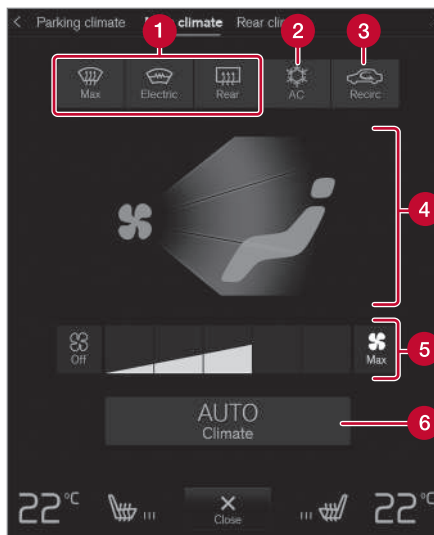 < Parking climate climate Rear
1 2 3
Max Electric Rear AC Recirc
4
Off Max 5
AUTO
Climate 6
22°C 22°C
Close